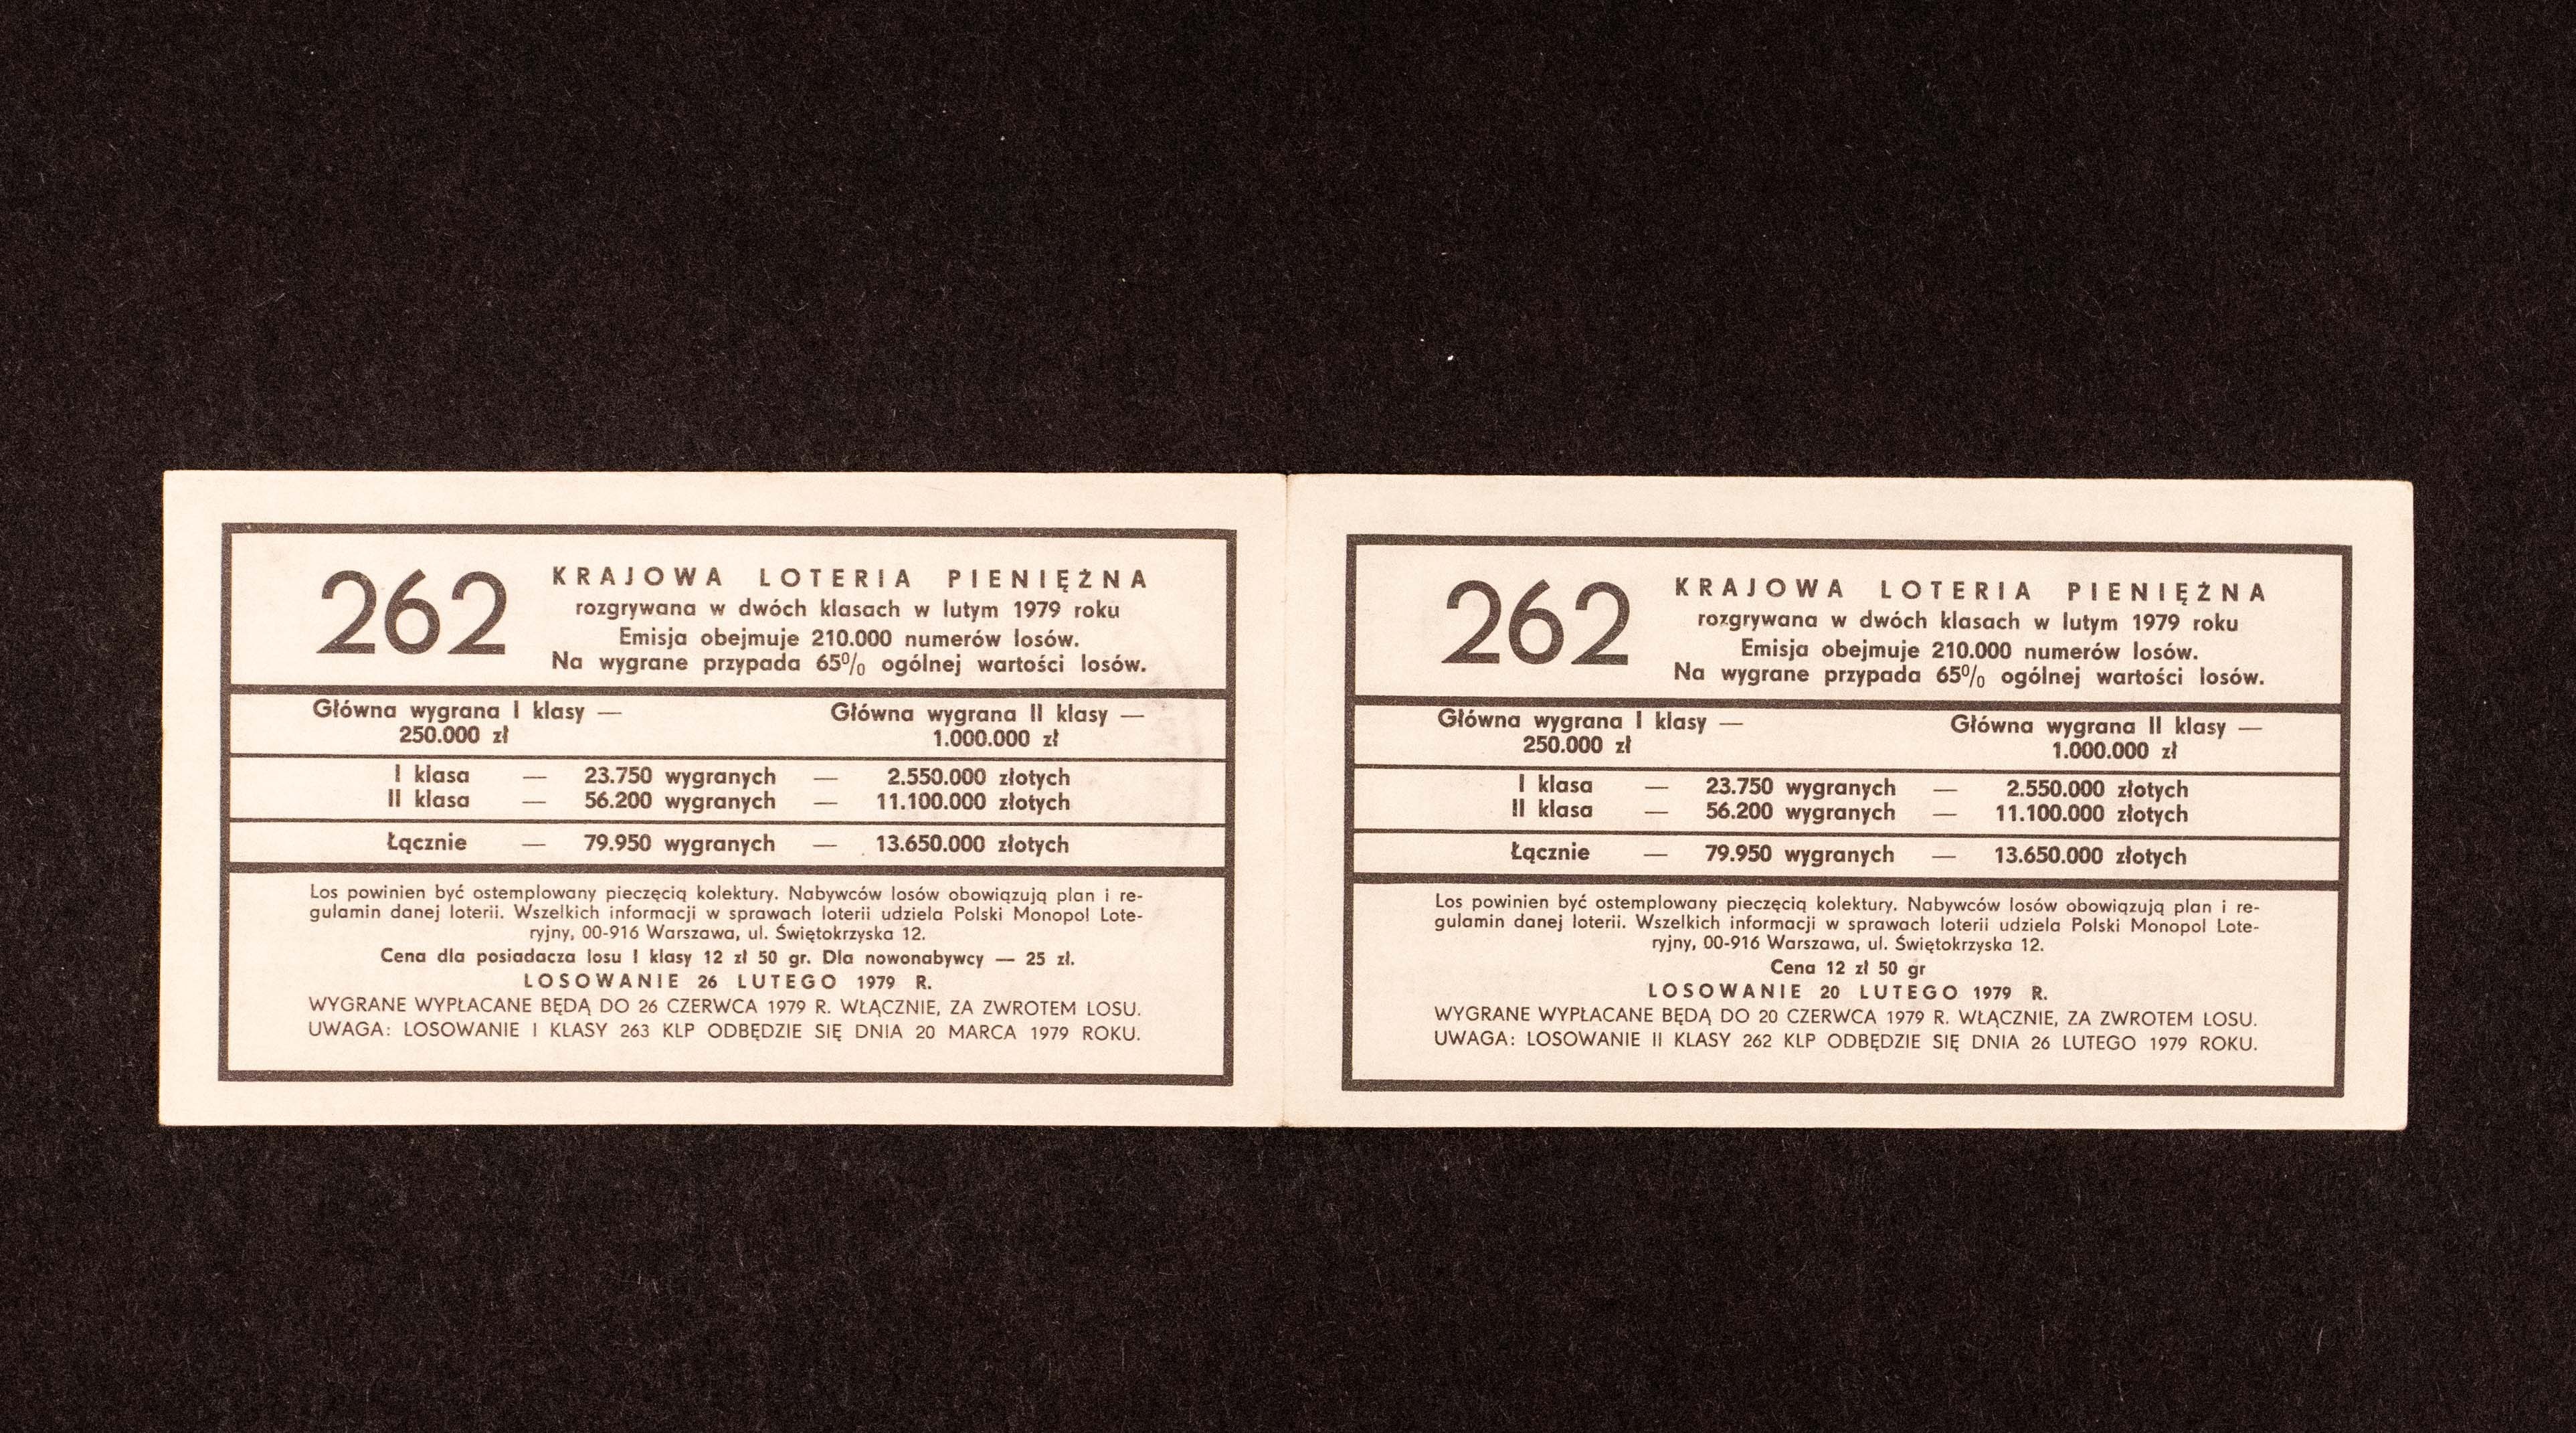 262
KRAJOWA LOTERIA PIENIĘŻNA
rozgrywana w dwóch klasach w lutym 1979 roku
Emisja obejmuje 210.000 numerów losów.
Na wygrane przypada 65% ogólnej wartości losów.
Główna wygrana I klasy — Główna wygrana II klasy —
250.000 zł 1.000.000 zł
I klasa — 23.750 wygranych — 2.550.000 złotych
II klasa — 56.200 wygranych — 11.100.000 złotych
Łącznie — 79.950 wygranych — 13.650.000 złotych
Los powinien być ostemplowany pieczęcią kolektury. Nabywców losów obowiązują plan i re-
gulamin danej loterii. Wszelkich informacji w sprawach loterii udziela Polski Monopol Lote-
ryjny, 00-916 Warszawa, ul. Świętokrzyska 12.
Cena dla posiadacza losu I klasy 12 zł 50 gr. Dla nowonabywcy — 25 zł.
LOSOWANIE 26 LUTEGO 1979 R.
WYGRANE WYPŁACANE BĘDĄ DO 26 CZERWCA 1979 R. WŁĄCZNIE, ZA ZWROTEM LOSU.
UWAGA: LOSOWANIE I KLASY 263 KLP ODBĘDZIE SIĘ DNIA 20 MARCA 1979 ROKU.
262
KRAJOWA LOTERIA PIENIĘŻNA
rozgrywana w dwóch klasach w lutym 1979 roku
Emisja obejmuje 210.000 numerów losów.
Na wygrane przypada 65% ogólnej wartości losów.
Główna wygrana I klasy — Główna wygrana II klasy —
250.000 zł 1.000.000 zł
I klasa — 23.750 wygranych — 2.550.000 złotych
II klasa — 56.200 wygranych — 11.100.000 złotych
Łącznie — 79.950 wygranych — 13.650.000 złotych
Los powinien być ostemplowany pieczęcią kolektury. Nabywców losów obowiązują plan i re-
gulamin danej loterii. Wszelkich informacji w sprawach loterii udziela Polski Monopol Lote-
ryjny, 00-916 Warszawa, ul. Świętokrzyska 12.
Cena 12 zł 50 gr
LOSOWANIE 20 LUTEGO 1979 R.
WYGRANE WYPŁACANE BĘDĄ DO 20 CZERWCA 1979 R. WŁĄCZNIE, ZA ZWROTEM LOSU.
UWAGA: LOSOWANIE II KLASY 262 KLP ODBĘDZIE SIĘ DNIA 26 LUTEGO 1979 ROKU.